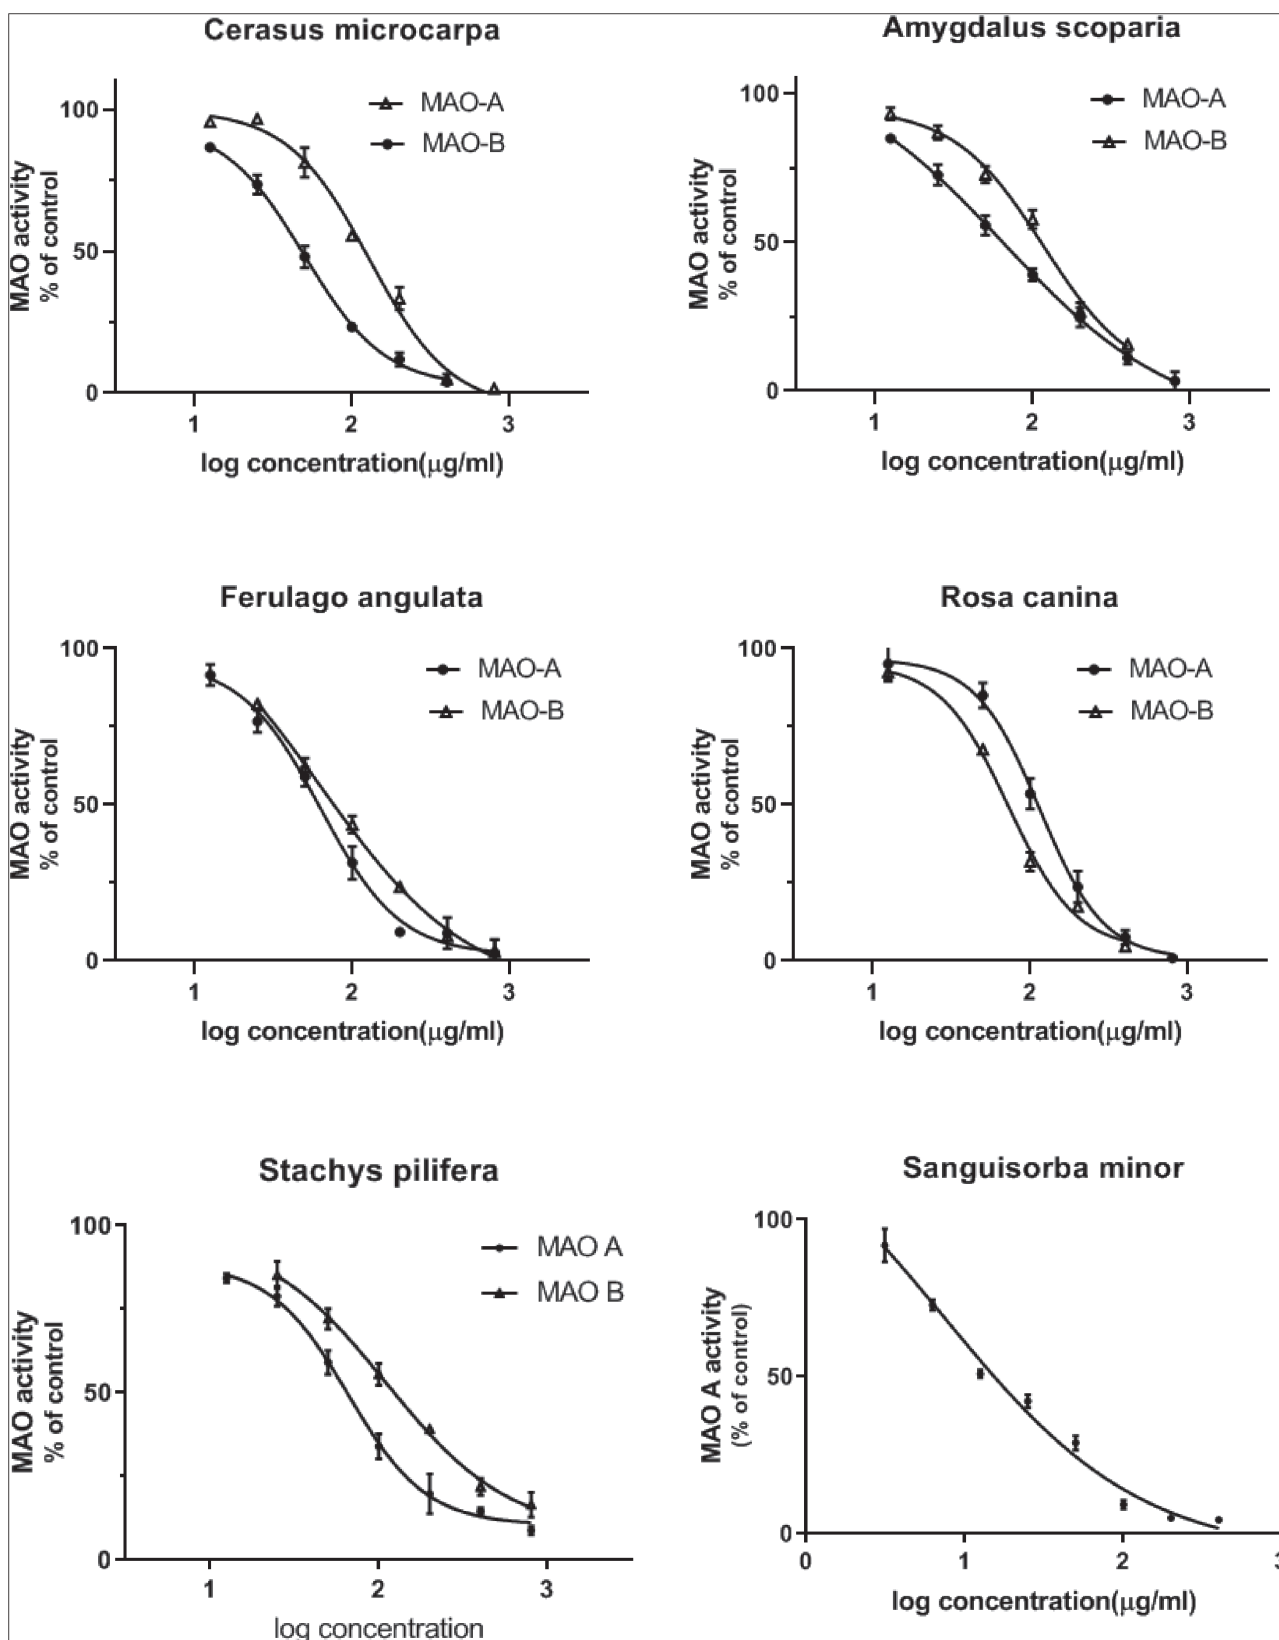 Cerasus microcarpa
MAO-A
MAO-B
MAO activity
% of control
100
50
0
1 2 3
log concentration(μg/ml)
Amygdalus scoparia
MAO-A
MAO-B
MAO activity
% of control
100
50
0
1 2 3
log concentration(μg/ml)
Ferulago angulata
MAO-A
MAO-B
MAO activity
% of control
100
50
0
1 2 3
log concentration(μg/ml)
Rosa canina
MAO-A
MAO-B
MAO activity
% of control
100
50
0
1 2 3
log concentration(μg/ml)
Stachys pilifera
MAO A
MAO B
MAO activity
% of control
100
50
0
1 2 3
log concentration
Sanguisorba minor
MAO A activity
(% of control)
100
50
0
0 1 2 3
log concentration(μg/ml)